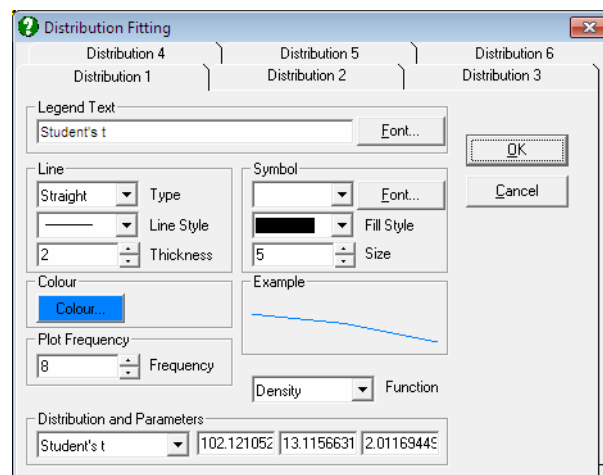 Distribution Fitting
Distribution 4 Distribution 5 Distribution 6
Distribution 1 Distribution 2 Distribution 3
Legend Text
Student's t Font...
OK
Line Symbol
Straight Type Font...
Cancel
Line Style Fill Style
2 Thickness 5 Size
Colour Example
Colour...
Plot Frequency
8 Frequency
Density Function
Distribution and Parameters
Student's t 102.121052 13.1156631 2.01169449